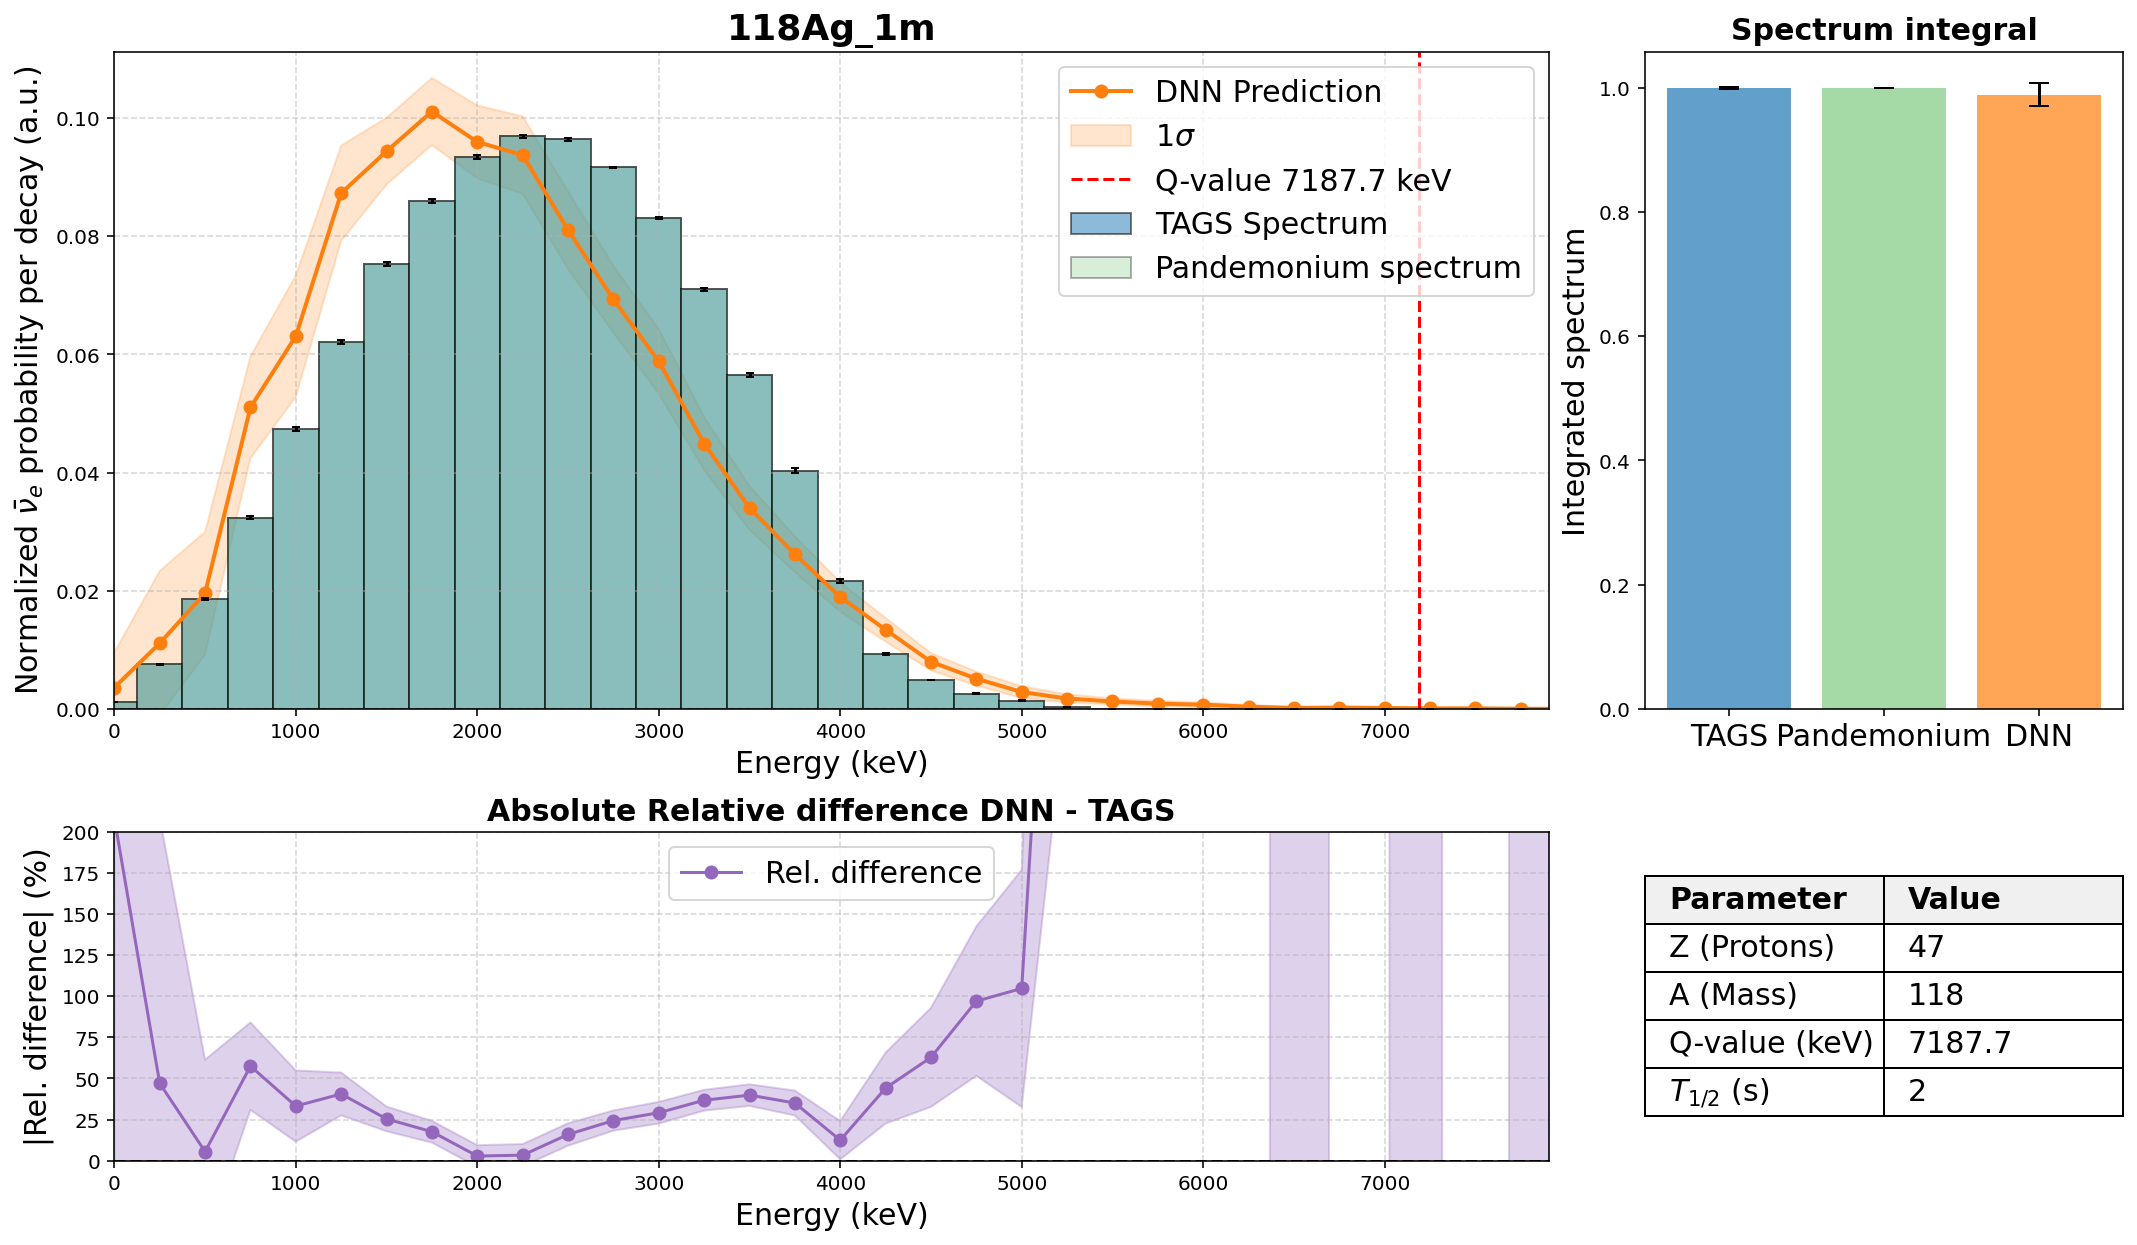 118Ag_1m
Normalized ν̄ₑ probability per decay (a.u.)
0.10
0.08
0.06
0.04
0.02
0.00
0 1000 2000 3000 4000 5000 6000 7000
Energy (keV)
DNN Prediction
1σ
Q-value 7187.7 keV
TAGS Spectrum
Pandemonium spectrum
Spectrum integral
Integrated spectrum
1.0
0.8
0.6
0.4
0.2
0.0
TAGS Pandemonium DNN
Absolute Relative difference DNN - TAGS
|Rel. difference| (%)
200
175
150
125
100
75
50
25
0
0 1000 2000 3000 4000 5000 6000 7000
Energy (keV)
Rel. difference
Parameter Value
Z (Protons) 47
A (Mass) 118
Q-value (keV) 7187.7
T₁/₂ (s) 2